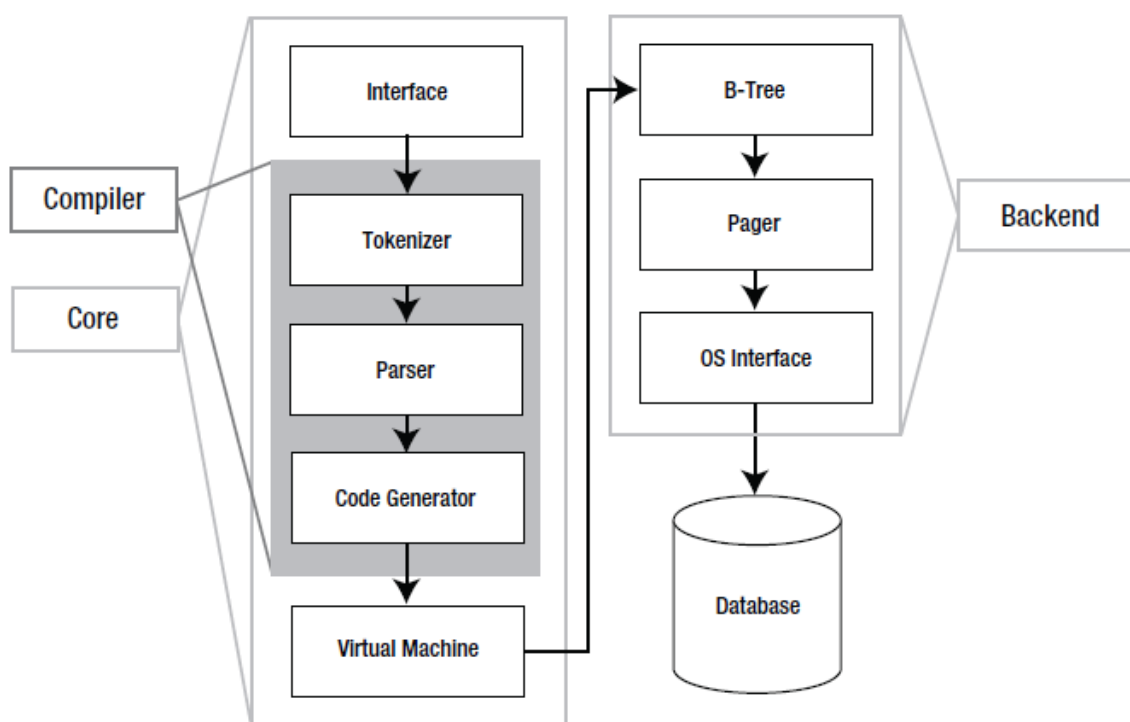 Interface
Compiler
Tokenizer
Core
Parser
Code Generator
Virtual Machine
B-Tree
Pager
Backend
OS Interface
Database